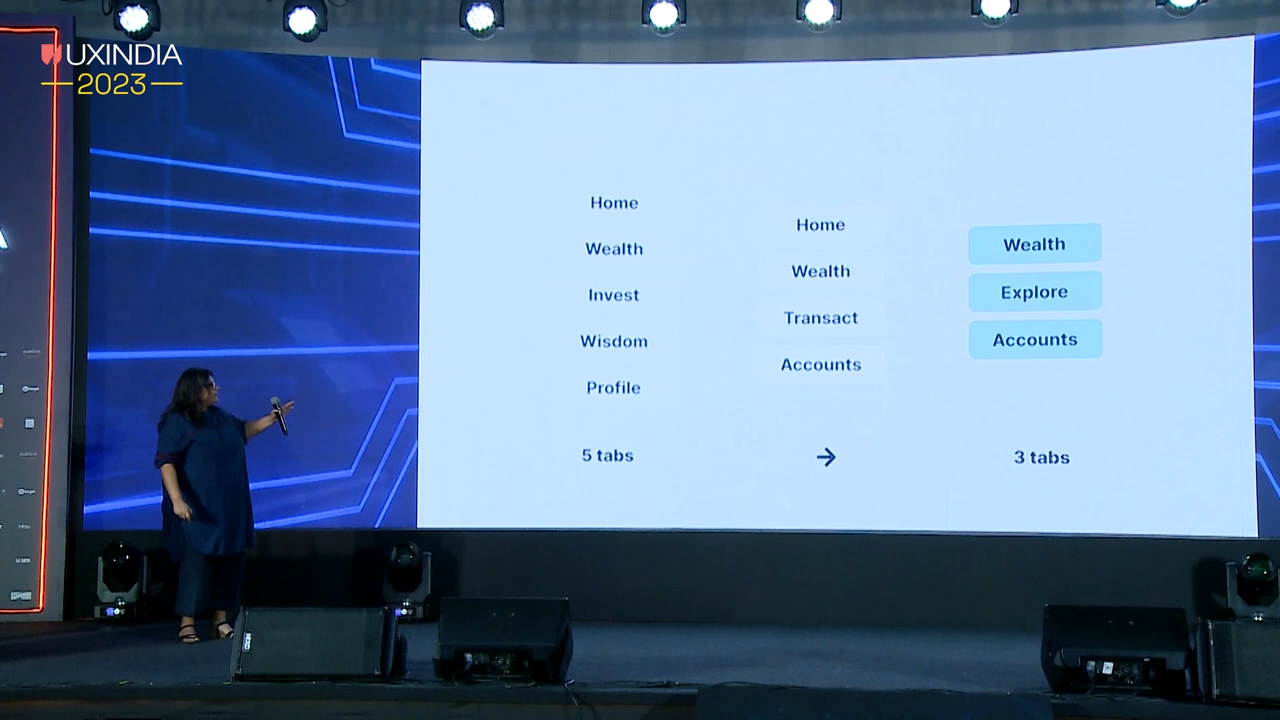 UXINDIA
2023
Home
Wealth
Invest
Wisdom
Profile
5 tabs
Home
Wealth
Transact
Accounts
→
Wealth
Explore
Accounts
3 tabs